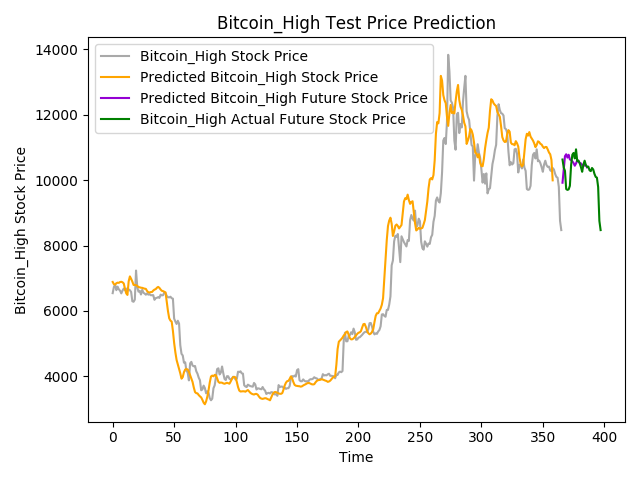 Bitcoin_High Test Price Prediction
Bitcoin_High Stock Price
Predicted Bitcoin_High Stock Price
Predicted Bitcoin_High Future Stock Price
Bitcoin_High Actual Future Stock Price
Bitcoin_High Stock Price
14000
12000
10000
8000
6000
4000
0 50 100 150 200 250 300 350 400
Time